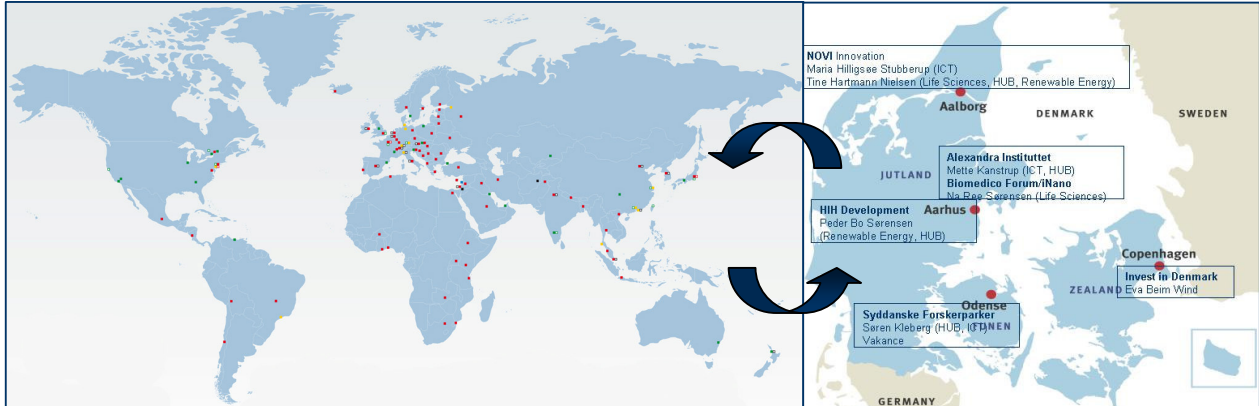 NOVI Innovation
Maria Hilligsøe Stubberup (ICT)
Tine Hartmann Nielsen (Life Sciences, HUB, Renewable Energy)
Aalborg
DENMARK
SWEDEN
Alexandra Instituttet
Mette Kanstrup (ICT, HUB)
JUTLAND
Biomedico Forum/iNano
Na Ree Sørensen (Life Sciences)
HIH Development
Aarhus
Peder Bo Sørensen
(Renewable Energy, HUB)
Copenhagen
Invest in Denmark
ZEALAND
Eva Beim Wind
Odense
Syddanske Forskerparker
Søren Kleberg (HUB, ICT)
FUNEN
Vakance
GERMANY